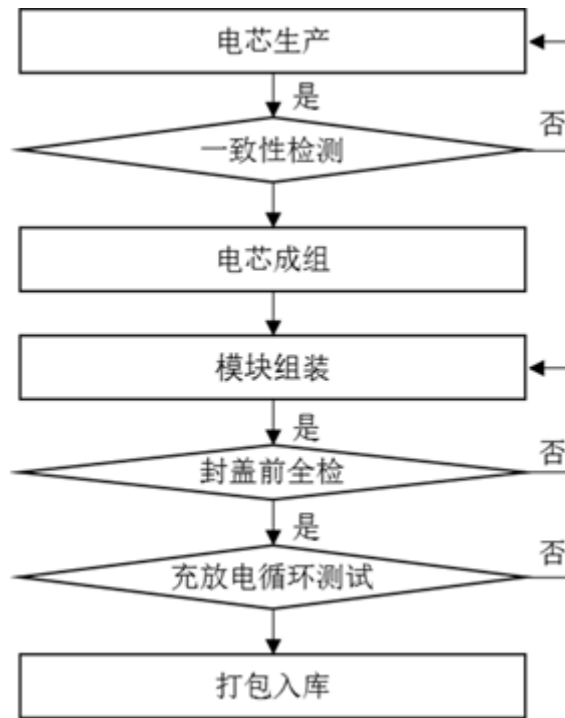 电芯生产
是
一致性检测
否
电芯成组
模块组装
是
封盖前全检
否
是
充放电循环测试
否
打包入库